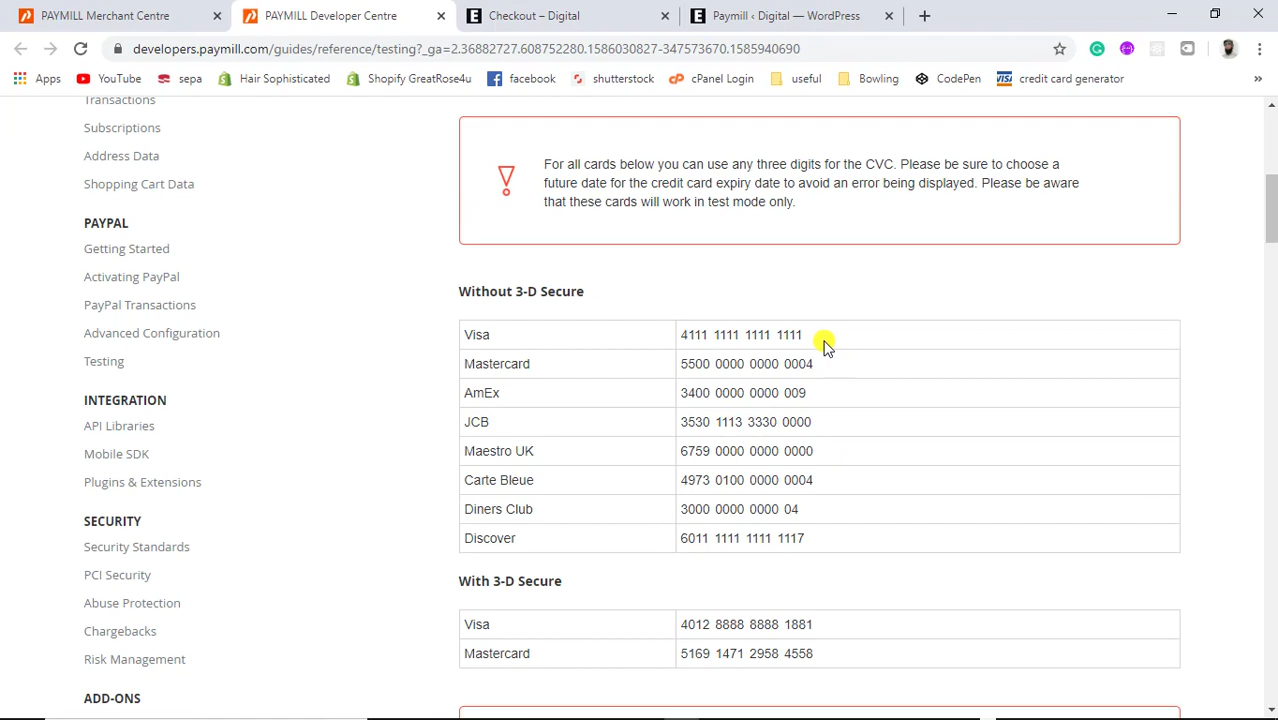 PAYMILL Merchant Centre
PAYMILL Developer Centre
Checkout – Digital
Paymill ‹ Digital — WordPress
developers.paymill.com/guides/reference/testing?_ga=2.36882727.608752280.1586030827-347573670.1585940690
Apps YouTube sepa Hair Sophisticated Shopify GreatRose4u facebook shutterstock cPanel Login useful Bowling CodePen VISA credit card generator »
Transactions
Subscriptions
Address Data
Shopping Cart Data
PAYPAL
Getting Started
Activating PayPal
PayPal Transactions
Advanced Configuration
Testing
INTEGRATION
API Libraries
Mobile SDK
Plugins & Extensions
SECURITY
Security Standards
PCI Security
Abuse Protection
Chargebacks
Risk Management
ADD-ONS
For all cards below you can use any three digits for the CVC. Please be sure to choose a
future date for the credit card expiry date to avoid an error being displayed. Please be aware
that these cards will work in test mode only.
Without 3-D Secure
Visa 4111 1111 1111 1111
Mastercard 5500 0000 0000 0004
AmEx 3400 0000 0000 009
JCB 3530 1113 3330 0000
Maestro UK 6759 0000 0000 0000
Carte Bleue 4973 0100 0000 0004
Diners Club 3000 0000 0000 04
Discover 6011 1111 1111 1117
With 3-D Secure
Visa 4012 8888 8888 1881
Mastercard 5169 1471 2958 4558